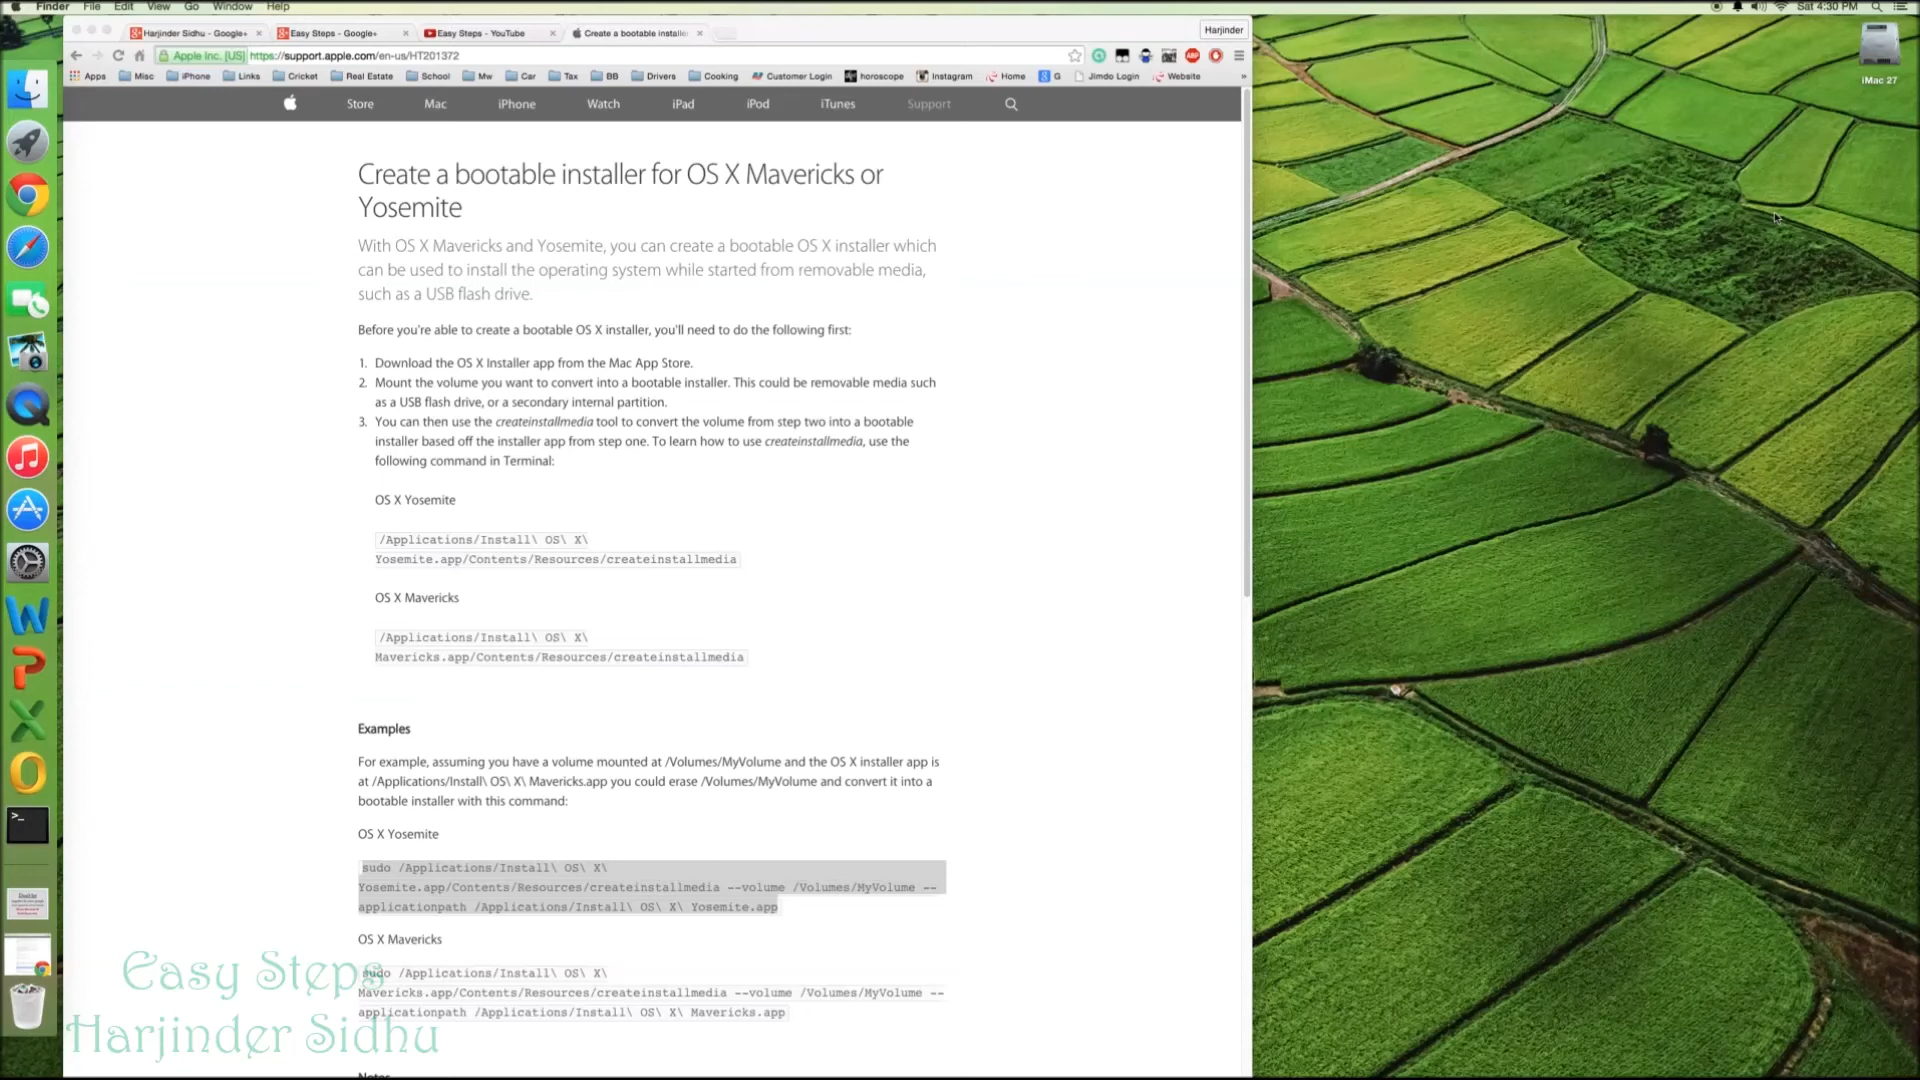 Finder File Edit View Go Window Help Sat 4:30 PM
Harjinder Sidhu - Google+ Easy Steps - Google+ Easy Steps - YouTube Create a bootable installe Harjinder
Apple Inc. [US] https://support.apple.com/en-us/HT201372
Apps Misc iPhone Links Cricket Real Estate School Mw Car Tax BB Drivers Cooking Customer Login horoscope Instagram Home G Jimdo Login Website »
iMac 27
Store Mac iPhone Watch iPad iPod iTunes Support
Create a bootable installer for OS X Mavericks or
Yosemite
With OS X Mavericks and Yosemite, you can create a bootable OS X installer which
can be used to install the operating system while started from removable media,
such as a USB flash drive.
Before you're able to create a bootable OS X installer, you'll need to do the following first:
1. Download the OS X Installer app from the Mac App Store.
2. Mount the volume you want to convert into a bootable installer. This could be removable media such
as a USB flash drive, or a secondary internal partition.
3. You can then use the createinstallmedia tool to convert the volume from step two into a bootable
installer based off the installer app from step one. To learn how to use createinstallmedia, use the
following command in Terminal:
OS X Yosemite
/Applications/Install\ OS\ X\
Yosemite.app/Contents/Resources/createinstallmedia
OS X Mavericks
/Applications/Install\ OS\ X\
Mavericks.app/Contents/Resources/createinstallmedia
Examples
For example, assuming you have a volume mounted at /Volumes/MyVolume and the OS X installer app is
at /Applications/Install\ OS\ X\ Mavericks.app you could erase /Volumes/MyVolume and convert it into a
bootable installer with this command:
OS X Yosemite
sudo /Applications/Install\ OS\ X\
Yosemite.app/Contents/Resources/createinstallmedia --volume /Volumes/MyVolume --
applicationpath /Applications/Install\ OS\ X\ Yosemite.app
OS X Mavericks
sudo /Applications/Install\ OS\ X\
Mavericks.app/Contents/Resources/createinstallmedia --volume /Volumes/MyVolume --
applicationpath /Applications/Install\ OS\ X\ Mavericks.app
Easy Steps
Harjinder Sidhu